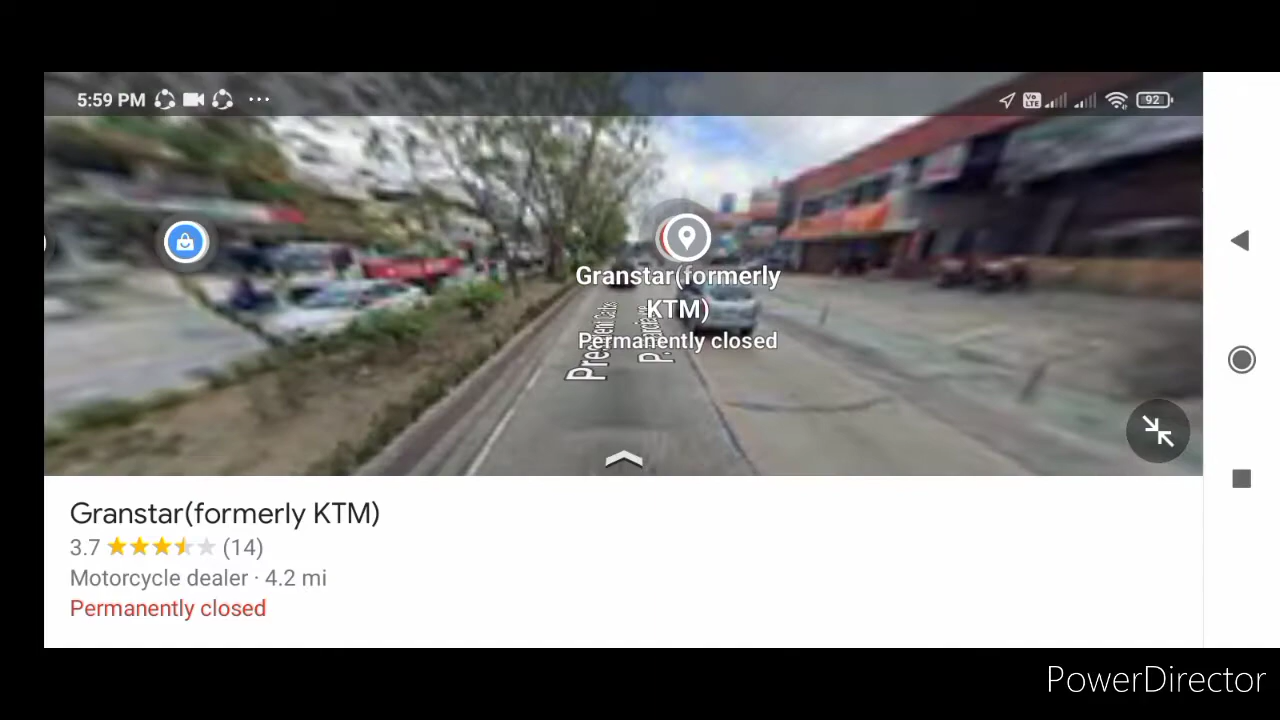 5:59 PM
92
Granstar(formerly
KTM)
Permanently closed
Granstar(formerly KTM)
3.7 (14)
Motorcycle dealer · 4.2 mi
Permanently closed
PowerDirector